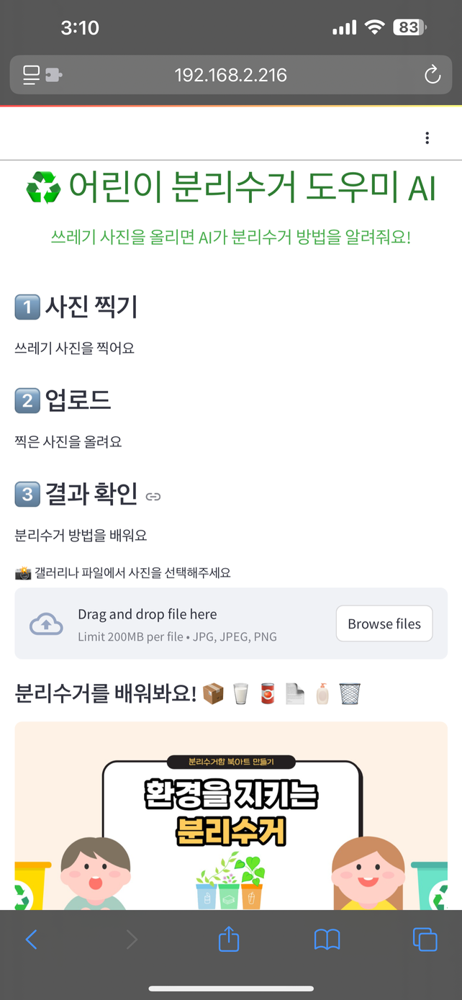 3:10
83
192.168.2.216
♻️ 어린이 분리수거 도우미 AI
쓰레기 사진을 올리면 AI가 분리수거 방법을 알려줘요!
1️⃣ 사진 찍기
쓰레기 사진을 찍어요
2️⃣ 업로드
찍은 사진을 올려요
3️⃣ 결과 확인
분리수거 방법을 배워요
📸 갤러리나 파일에서 사진을 선택해주세요
Drag and drop file here
Limit 200MB per file • JPG, JPEG, PNG
Browse files
분리수거를 배워봐요! 📦 🥛 🥫 📄 🧴 🗑️
분리수거함 북아트 만들기
환경을 지키는
분리수거